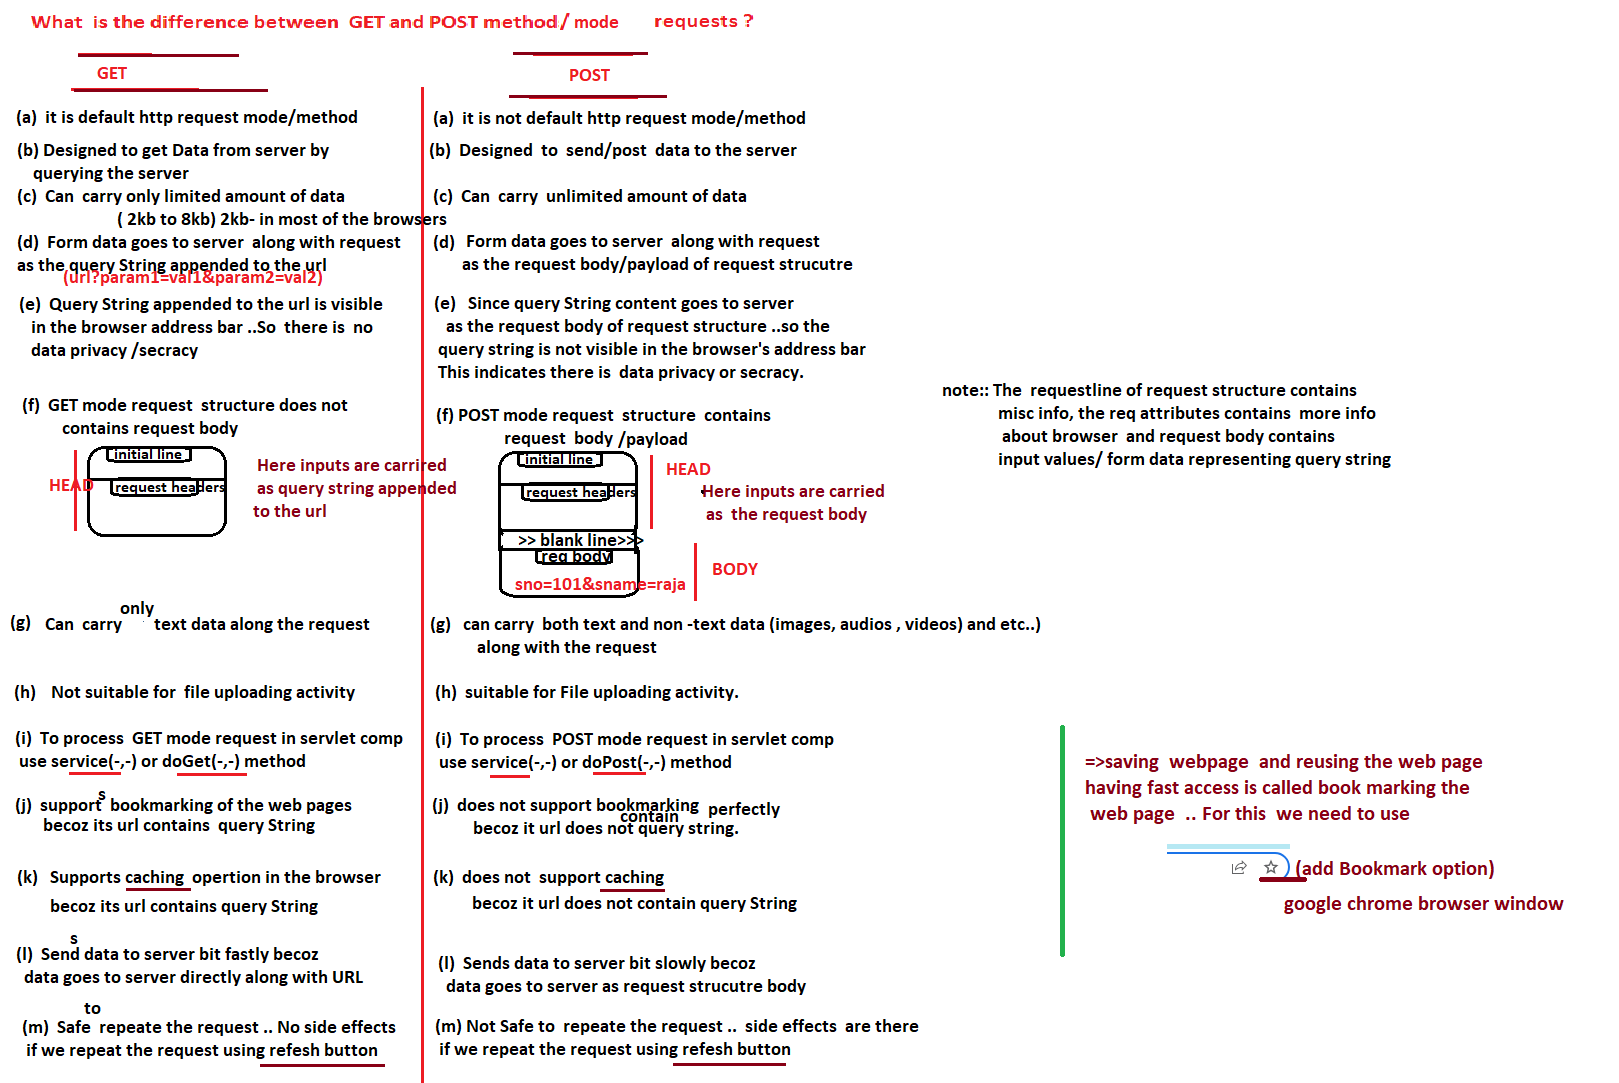 What is the difference between GET and POST method/ mode requests ?
GET
(a) it is default http request mode/method
(b) Designed to get Data from server by
querying the server
(c) Can carry only limited amount of data
( 2kb to 8kb) 2kb- in most of the browsers
(d) Form data goes to server along with request
as the query String appended to the url
(url?param1=val1&param2=val2)
(e) Query String appended to the url is visible
in the browser address bar ..So there is no
data privacy /secracy
(f) GET mode request structure does not
contains request body
initial line
HEAD
request headers
Here inputs are carrired
as query string appended
to the url
(g) Can carry only text data along the request
(h) Not suitable for file uploading activity
(i) To process GET mode request in servlet comp
use service(-,-) or doGet(-,-) method
(j) supports bookmarking of the web pages
becoz its url contains query String
(k) Supports caching opertion in the browser
becoz its url contains query String
(l) Sends data to server bit fastly becoz
data goes to server directly along with URL
(m) Safe to repeate the request .. No side effects
if we repeat the request using refesh button
POST
(a) it is not default http request mode/method
(b) Designed to send/post data to the server
(c) Can carry unlimited amount of data
(d) Form data goes to server along with request
as the request body/payload of request strucutre
(e) Since query String content goes to server
as the request body of request structure ..so the
query string is not visible in the browser's address bar
This indicates there is data privacy or secracy.
(f) POST mode request structure contains
request body /payload
initial line
HEAD
request headers
Here inputs are carried
as the request body
>> blank line>>>
req body
sno=101&sname=raja
BODY
(g) can carry both text and non -text data (images, audios , videos) and etc..)
along with the request
(h) suitable for File uploading activity.
(i) To process POST mode request in servlet comp
use service(-,-) or doPost(-,-) method
(j) does not support bookmarking perfectly
becoz it url does not contain query string.
(k) does not support caching
becoz it url does not contain query String
(l) Sends data to server bit slowly becoz
data goes to server as request strucutre body
(m) Not Safe to repeate the request .. side effects are there
if we repeat the request using refesh button
note:: The requestline of request structure contains
misc info, the req attributes contains more info
about browser and request body contains
input values/ form data representing query string
=>saving webpage and reusing the web page
having fast access is called book marking the
web page .. For this we need to use
(add Bookmark option)
google chrome browser window